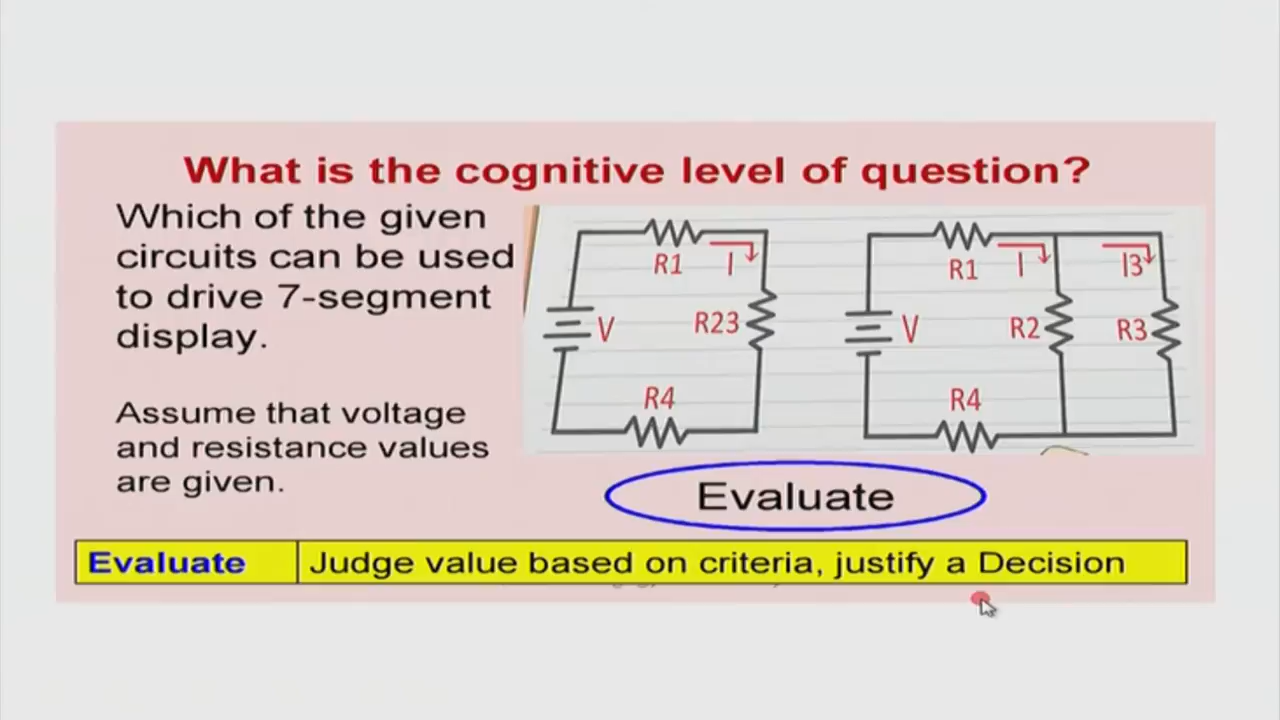 What is the cognitive level of question?
Which of the given
circuits can be used
to drive 7-segment
display.
Assume that voltage
and resistance values
are given.
R1 I
V R23
R4
R1 I I3
V R2 R3
R4
Evaluate
Evaluate Judge value based on criteria, justify a Decision